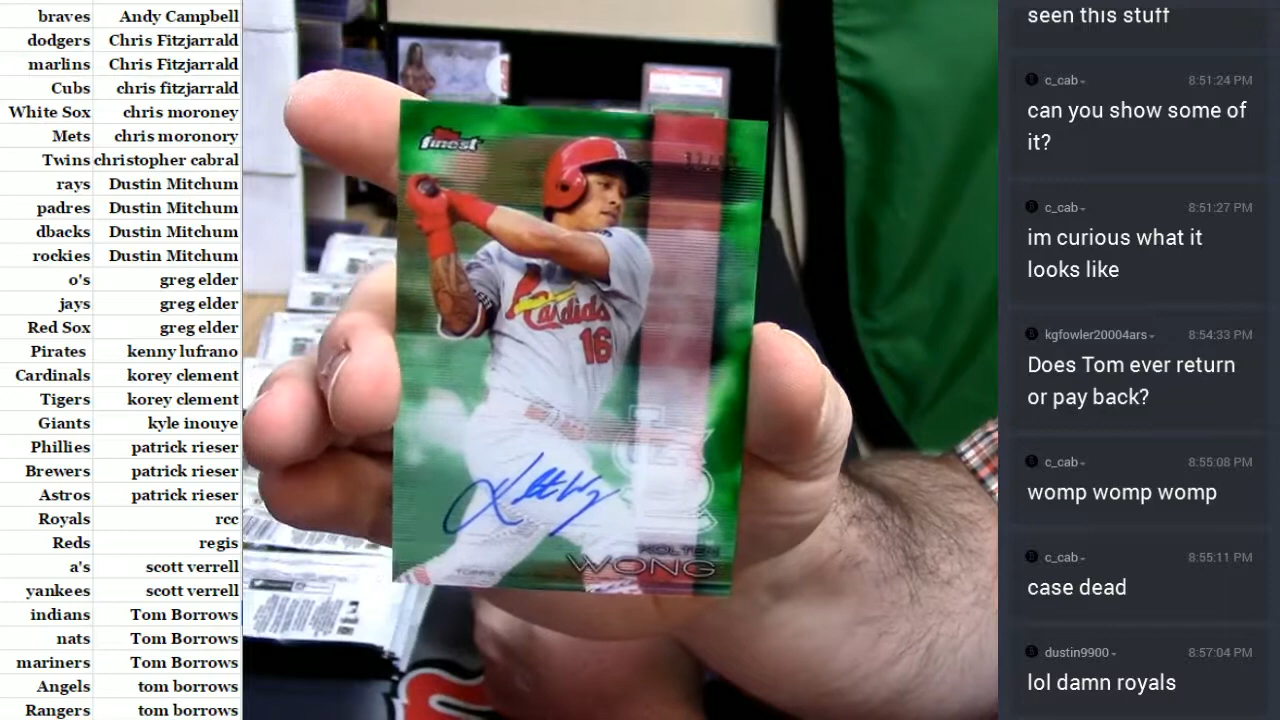 braves Andy Campbell
dodgers Chris Fitzjarrald
marlins Chris Fitzjarrald
Cubs chris fitzjarrald
White Sox chris moroney
Mets chris moronory
Twins christopher cabral
rays Dustin Mitchum
padres Dustin Mitchum
dbacks Dustin Mitchum
rockies Dustin Mitchum
o's greg elder
jays greg elder
Red Sox greg elder
Pirates kenny lufrano
Cardinals korey clement
Tigers korey clement
Giants kyle inouye
Phillies patrick rieser
Brewers patrick rieser
Astros patrick rieser
Royals rcc
Reds regis
a's scott verrell
yankees scott verrell
indians Tom Borrows
nats Tom Borrows
mariners Tom Borrows
Angels tom borrows
Rangers tom borrows
finest
Cardinals
16
KOLTEN
WONG
TOPPS
seen this stuff
c_cab 8:51:24 PM
can you show some of
it?
c_cab 8:51:27 PM
im curious what it
looks like
kgfowler20004ars 8:54:33 PM
Does Tom ever return
or pay back?
c_cab 8:55:08 PM
womp womp womp
c_cab 8:55:11 PM
case dead
dustin9900 8:57:04 PM
lol damn royals